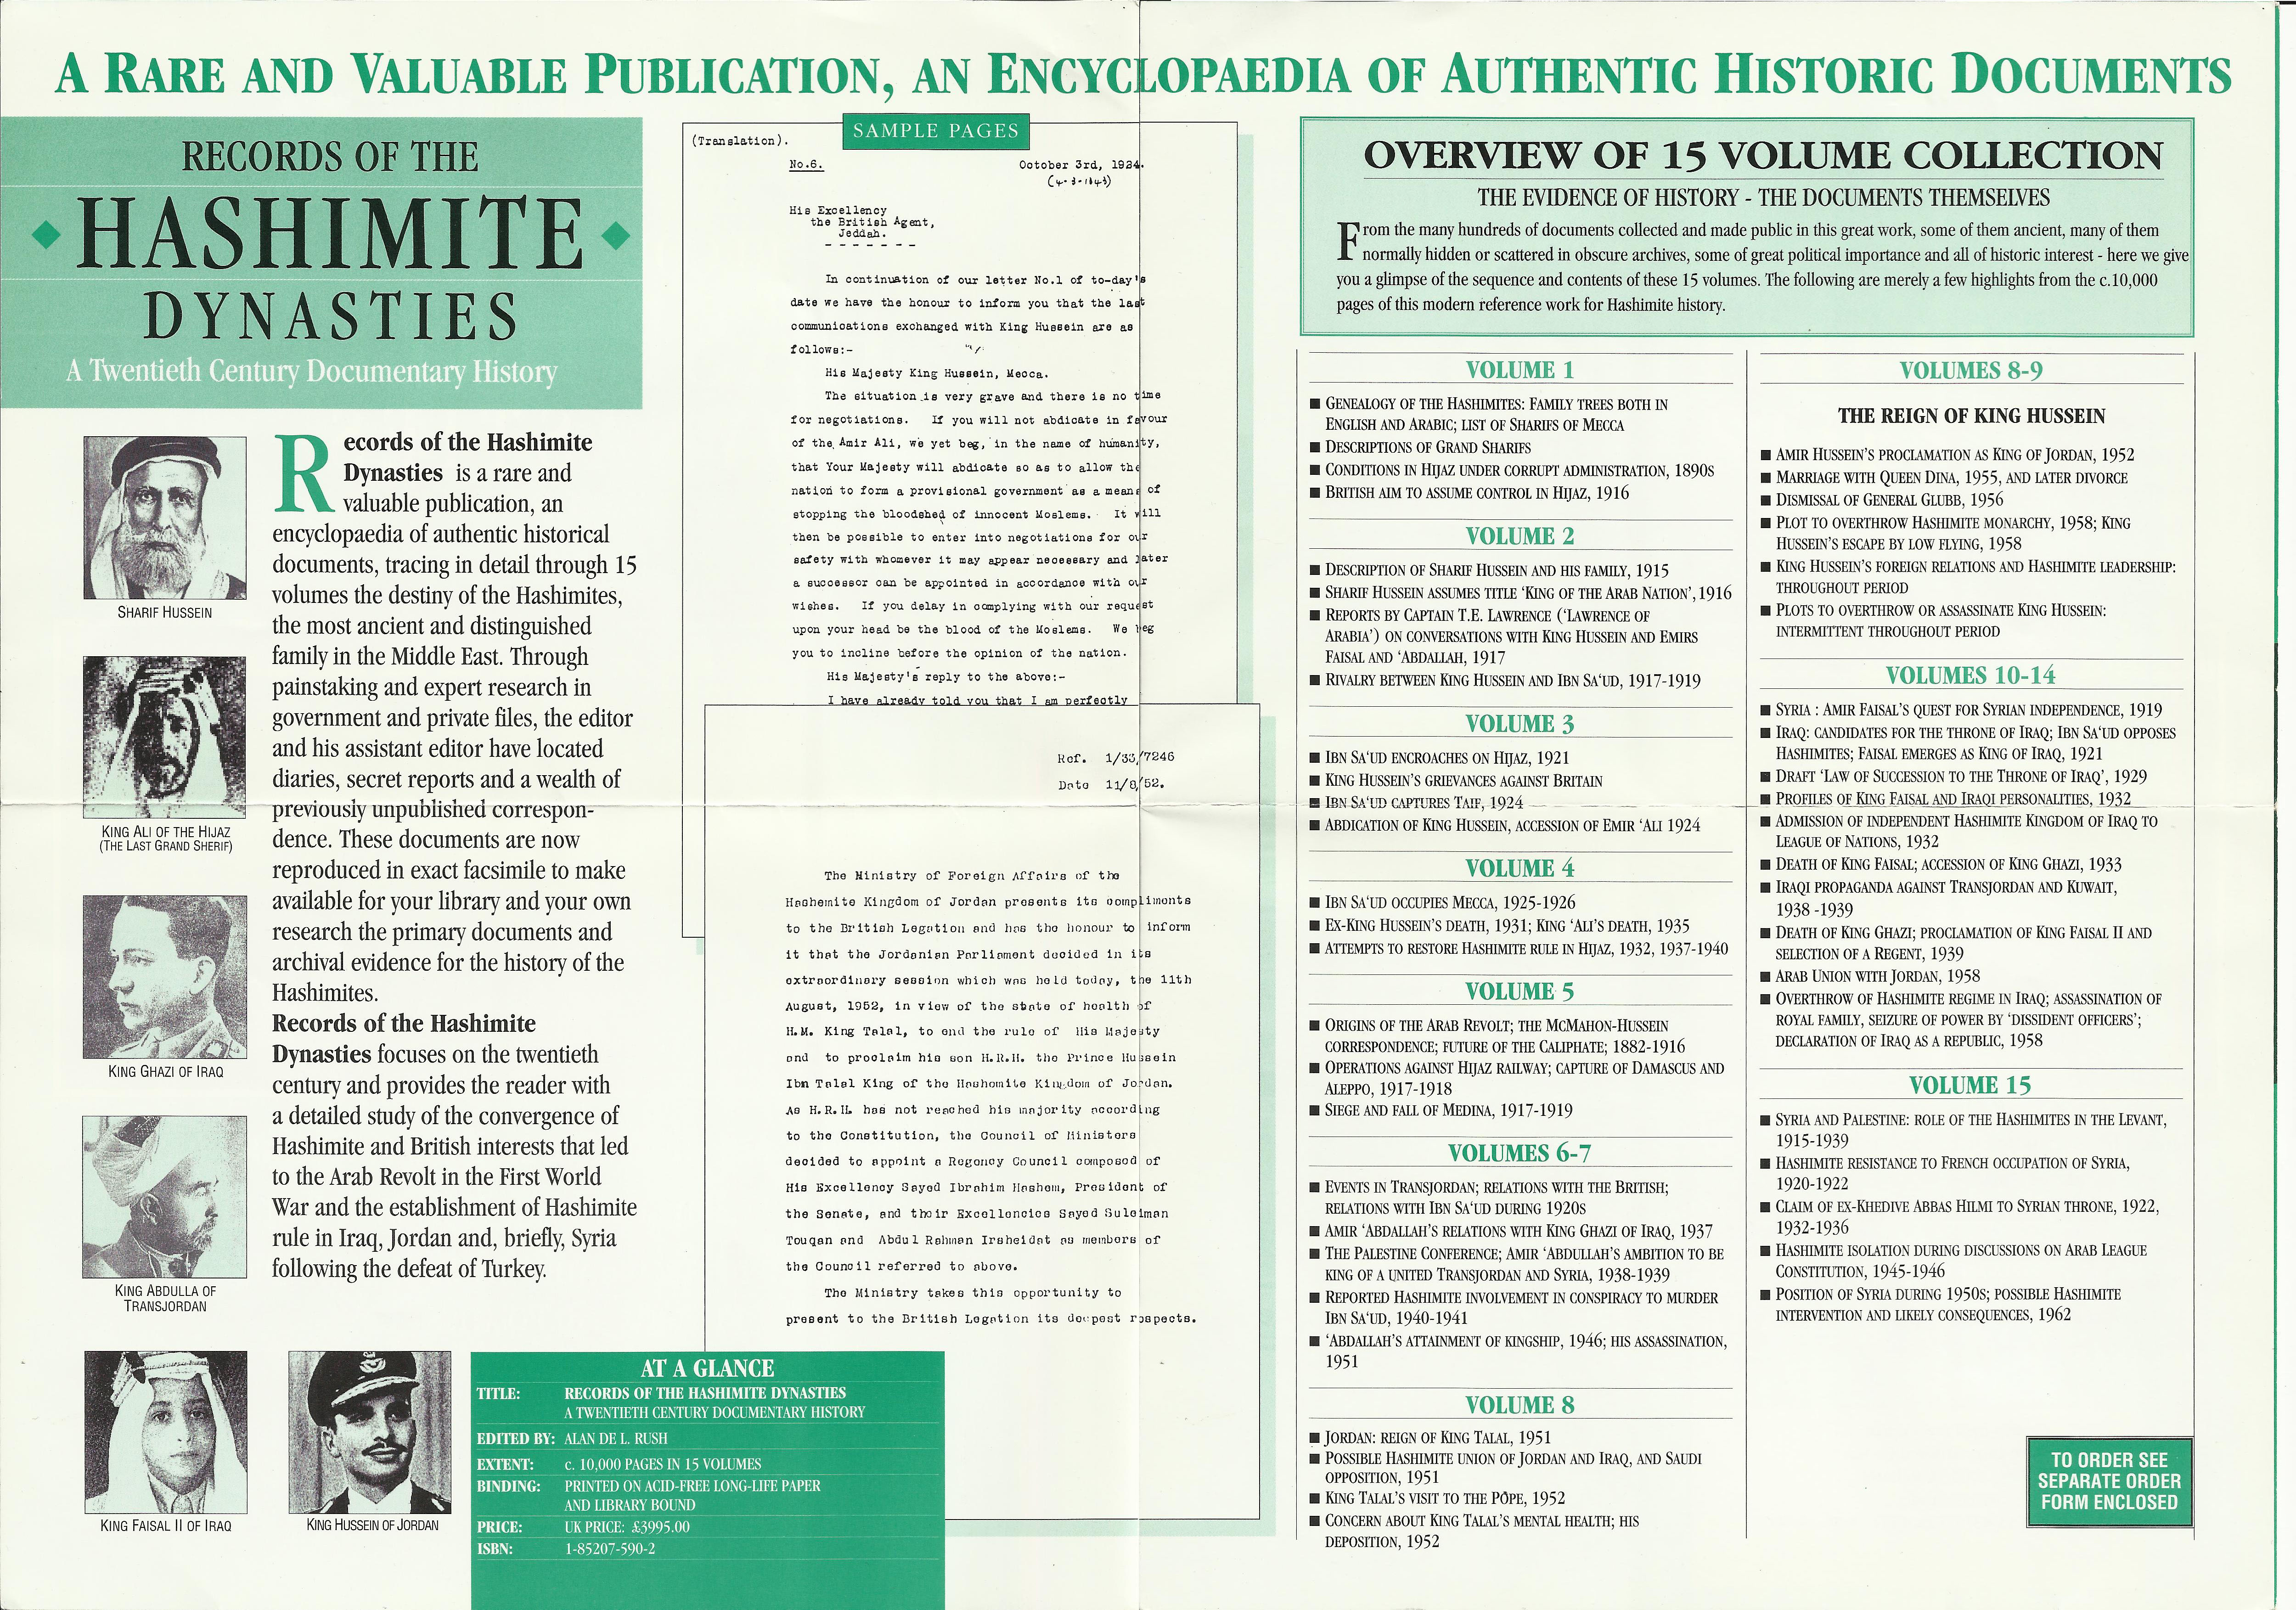 A RARE AND VALUABLE PUBLICATION, AN ENCYCLOPAEDIA OF AUTHENTIC HISTORIC DOCUMENTS
RECORDS OF THE
HASHIMITE
DYNASTIES
A Twentieth Century Documentary History
SHARIF HUSSEIN
KING ALI OF THE HIJAZ
(THE LAST GRAND SHERIF)
KING GHAZI OF IRAQ
KING ABDULLA OF
TRANSJORDAN
KING FAISAL II OF IRAQ
KING HUSSEIN OF JORDAN
Records of the Hashimite
Dynasties is a rare and
valuable publication, an
encyclopaedia of authentic historical
documents, tracing in detail through 15
volumes the destiny of the Hashimites,
the most ancient and distinguished
family in the Middle East. Through
painstaking and expert research in
government and private files, the editor
and his assistant editor have located
diaries, secret reports and a wealth of
previously unpublished correspon-
dence. These documents are now
reproduced in exact facsimile to make
available for your library and your own
research the primary documents and
archival evidence for the history of the
Hashimites.
Records of the Hashimite
Dynasties focuses on the twentieth
century and provides the reader with
a detailed study of the convergence of
Hashimite and British interests that led
to the Arab Revolt in the First World
War and the establishment of Hashimite
rule in Iraq, Jordan and, briefly, Syria
following the defeat of Turkey.
AT A GLANCE
TITLE: RECORDS OF THE HASHIMITE DYNASTIES
A TWENTIETH CENTURY DOCUMENTARY HISTORY
EDITED BY: ALAN DE L. RUSH
EXTENT: c. 10,000 PAGES IN 15 VOLUMES
BINDING: PRINTED ON ACID-FREE LONG-LIFE PAPER
AND LIBRARY BOUND
PRICE: UK PRICE: £3995.00
ISBN: 1-85207-590-2
SAMPLE PAGES
(Translation).
No.6. October 3rd, 1924.
(4-3-1343)
His Excellency
the British Agent,
Jeddah.
- - - - - - -
In continuation of our letter No.1 of to-day's
date we have the honour to inform you that the last
communications exchanged with King Hussein are as
follows:-
His Majesty King Hussein, Mecca.
The situation is very grave and there is no time
for negotiations. If you will not abdicate in favour
of the Amir Ali, we yet beg, in the name of humanity,
that Your Majesty will abdicate so as to allow the
nation to form a provisional government as a means of
stopping the bloodshed of innocent Moslems. It will
then be possible to enter into negotiations for our
safety with whomever it may appear necessary and later
a successor can be appointed in accordance with our
wishes. If you delay in complying with our request
upon your head be the blood of the Moslems. We beg
you to incline before the opinion of the nation.
His Majesty's reply to the above:-
I have already told you that I am perfectly
Ref. 1/33/7246
Date 11/8/52.
The Ministry of Foreign Affairs of the
Hashemite Kingdom of Jordan presents its compliments
to the British Legation and has the honour to inform
it that the Jordanian Parliament decided in its
extraordinary session which was held today, the 11th
August, 1952, in view of the state of health of
H.M. King Talal, to end the rule of His Majesty
and to proclaim his son H.R.H. the Prince Hussein
Ibn Talal King of the Hashemite Kingdom of Jordan.
As H.R.H. has not reached his majority according
to the Constitution, the Council of Ministers
decided to appoint a Regency Council composed of
His Excellency Sayed Ibrahim Hashem, President of
the Senate, and their Excellencies Sayed Suleiman
Touqan and Abdul Rahman Irsheidat as members of
the Council referred to above.
The Ministry takes this opportunity to
present to the British Legation its deepest respects.
OVERVIEW OF 15 VOLUME COLLECTION
THE EVIDENCE OF HISTORY - THE DOCUMENTS THEMSELVES
From the many hundreds of documents collected and made public in this great work, some of them ancient, many of them
normally hidden or scattered in obscure archives, some of great political importance and all of historic interest - here we give
you a glimpse of the sequence and contents of these 15 volumes. The following are merely a few highlights from the c.10,000
pages of this modern reference work for Hashimite history.
VOLUME 1
■ GENEALOGY OF THE HASHIMITES: FAMILY TREES BOTH IN
ENGLISH AND ARABIC; LIST OF SHARIFS OF MECCA
■ DESCRIPTIONS OF GRAND SHARIFS
■ CONDITIONS IN HIJAZ UNDER CORRUPT ADMINISTRATION, 1890S
■ BRITISH AIM TO ASSUME CONTROL IN HIJAZ, 1916
VOLUME 2
■ DESCRIPTION OF SHARIF HUSSEIN AND HIS FAMILY, 1915
■ SHARIF HUSSEIN ASSUMES TITLE ‘KING OF THE ARAB NATION’, 1916
■ REPORTS BY CAPTAIN T.E. LAWRENCE (‘LAWRENCE OF
ARABIA’) ON CONVERSATIONS WITH KING HUSSEIN AND EMIRS
FAISAL AND ‘ABDALLAH, 1917
■ RIVALRY BETWEEN KING HUSSEIN AND IBN SA‘UD, 1917-1919
VOLUME 3
■ IBN SA‘UD ENCROACHES ON HIJAZ, 1921
■ KING HUSSEIN’S GRIEVANCES AGAINST BRITAIN
■ IBN SA‘UD CAPTURES TAIF, 1924
■ ABDICATION OF KING HUSSEIN, ACCESSION OF EMIR ‘ALI 1924
VOLUME 4
■ IBN SA‘UD OCCUPIES MECCA, 1925-1926
■ EX-KING HUSSEIN’S DEATH, 1931; KING ‘ALI’S DEATH, 1935
■ ATTEMPTS TO RESTORE HASHIMITE RULE IN HIJAZ, 1932, 1937-1940
VOLUME 5
■ ORIGINS OF THE ARAB REVOLT; THE MCMAHON-HUSSEIN
CORRESPONDENCE; FUTURE OF THE CALIPHATE; 1882-1916
■ OPERATIONS AGAINST HIJAZ RAILWAY; CAPTURE OF DAMASCUS AND
ALEPPO, 1917-1918
■ SIEGE AND FALL OF MEDINA, 1917-1919
VOLUMES 6-7
■ EVENTS IN TRANSJORDAN; RELATIONS WITH THE BRITISH;
RELATIONS WITH IBN SA‘UD DURING 1920S
■ AMIR ‘ABDALLAH’S RELATIONS WITH KING GHAZI OF IRAQ, 1937
■ THE PALESTINE CONFERENCE; AMIR ‘ABDULLAH’S AMBITION TO BE
KING OF A UNITED TRANSJORDAN AND SYRIA, 1938-1939
■ REPORTED HASHIMITE INVOLVEMENT IN CONSPIRACY TO MURDER
IBN SA‘UD, 1940-1941
■ ‘ABDALLAH’S ATTAINMENT OF KINGSHIP, 1946; HIS ASSASSINATION,
1951
VOLUME 8
■ JORDAN: REIGN OF KING TALAL, 1951
■ POSSIBLE HASHIMITE UNION OF JORDAN AND IRAQ, AND SAUDI
OPPOSITION, 1951
■ KING TALAL’S VISIT TO THE POPE, 1952
■ CONCERN ABOUT KING TALAL’S MENTAL HEALTH; HIS
DEPOSITION, 1952
VOLUMES 8-9
THE REIGN OF KING HUSSEIN
■ AMIR HUSSEIN’S PROCLAMATION AS KING OF JORDAN, 1952
■ MARRIAGE WITH QUEEN DINA, 1955, AND LATER DIVORCE
■ DISMISSAL OF GENERAL GLUBB, 1956
■ PLOT TO OVERTHROW HASHIMITE MONARCHY, 1958; KING
HUSSEIN’S ESCAPE BY LOW FLYING, 1958
■ KING HUSSEIN’S FOREIGN RELATIONS AND HASHIMITE LEADERSHIP:
THROUGHOUT PERIOD
■ PLOTS TO OVERTHROW OR ASSASSINATE KING HUSSEIN:
INTERMITTENT THROUGHOUT PERIOD
VOLUMES 10-14
■ SYRIA : AMIR FAISAL’S QUEST FOR SYRIAN INDEPENDENCE, 1919
■ IRAQ: CANDIDATES FOR THE THRONE OF IRAQ; IBN SA‘UD OPPOSES
HASHIMITES; FAISAL EMERGES AS KING OF IRAQ, 1921
■ DRAFT ‘LAW OF SUCCESSION TO THE THRONE OF IRAQ’, 1929
■ PROFILES OF KING FAISAL AND IRAQI PERSONALITIES, 1932
■ ADMISSION OF INDEPENDENT HASHIMITE KINGDOM OF IRAQ TO
LEAGUE OF NATIONS, 1932
■ DEATH OF KING FAISAL; ACCESSION OF KING GHAZI, 1933
■ IRAQI PROPAGANDA AGAINST TRANSJORDAN AND KUWAIT,
1938 -1939
■ DEATH OF KING GHAZI; PROCLAMATION OF KING FAISAL II AND
SELECTION OF A REGENT, 1939
■ ARAB UNION WITH JORDAN, 1958
■ OVERTHROW OF HASHIMITE REGIME IN IRAQ; ASSASSINATION OF
ROYAL FAMILY, SEIZURE OF POWER BY ‘DISSIDENT OFFICERS’;
DECLARATION OF IRAQ AS A REPUBLIC, 1958
VOLUME 15
■ SYRIA AND PALESTINE: ROLE OF THE HASHIMITES IN THE LEVANT,
1915-1939
■ HASHIMITE RESISTANCE TO FRENCH OCCUPATION OF SYRIA,
1920-1922
■ CLAIM OF EX-KHEDIVE ABBAS HILMI TO SYRIAN THRONE, 1922,
1932-1936
■ HASHIMITE ISOLATION DURING DISCUSSIONS ON ARAB LEAGUE
CONSTITUTION, 1945-1946
■ POSITION OF SYRIA DURING 1950S; POSSIBLE HASHIMITE
INTERVENTION AND LIKELY CONSEQUENCES, 1962
TO ORDER SEE
SEPARATE ORDER
FORM ENCLOSED